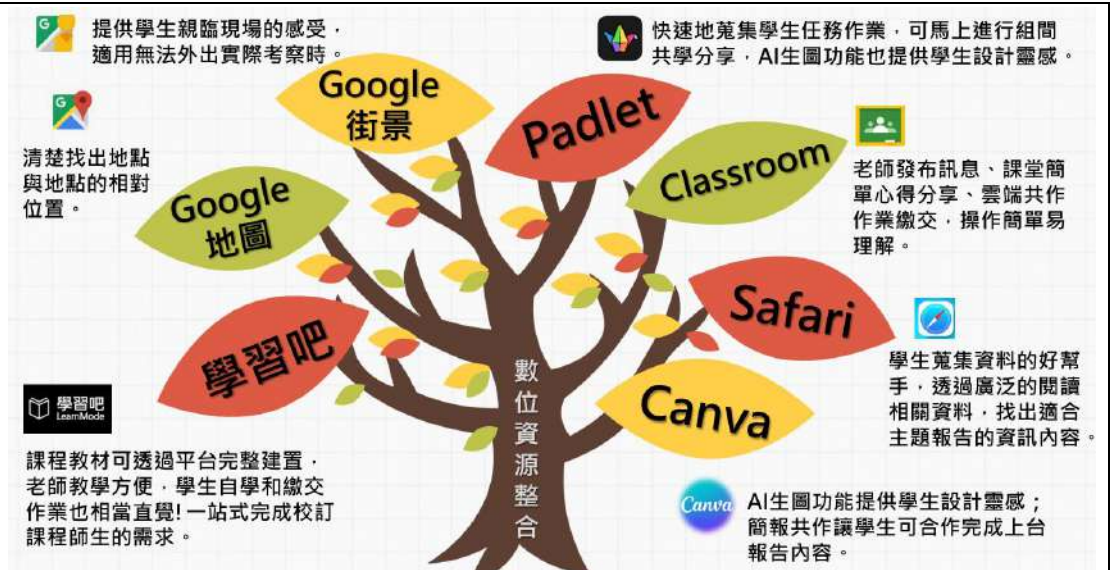 提供學生親臨現場的感受，
適用無法外出實際考察時。
快速地蒐集學生任務作業，可馬上進行組間
共學分享，AI生圖功能也提供學生設計靈感。
Google
街景
Padlet
清楚找出地點
與地點的相對
位置。
Google
地圖
Classroom
老師發布訊息、課堂簡
單心得分享、雲端共作
作業繳交，操作簡單易
理解。
學習吧
Safari
學生蒐集資料的好幫
手，透過廣泛的閱讀
相關資料，找出適合
主題報告的資訊內容。
學習吧
LearnMode
課程教材可透過平台完整建置，
老師教學方便，學生自學和繳交
作業也相當直覺!一站式完成校訂
課程師生的需求。
數位資源整合
Canva
Canva
AI生圖功能提供學生設計靈感；
簡報共作讓學生可合作完成上台
報告內容。